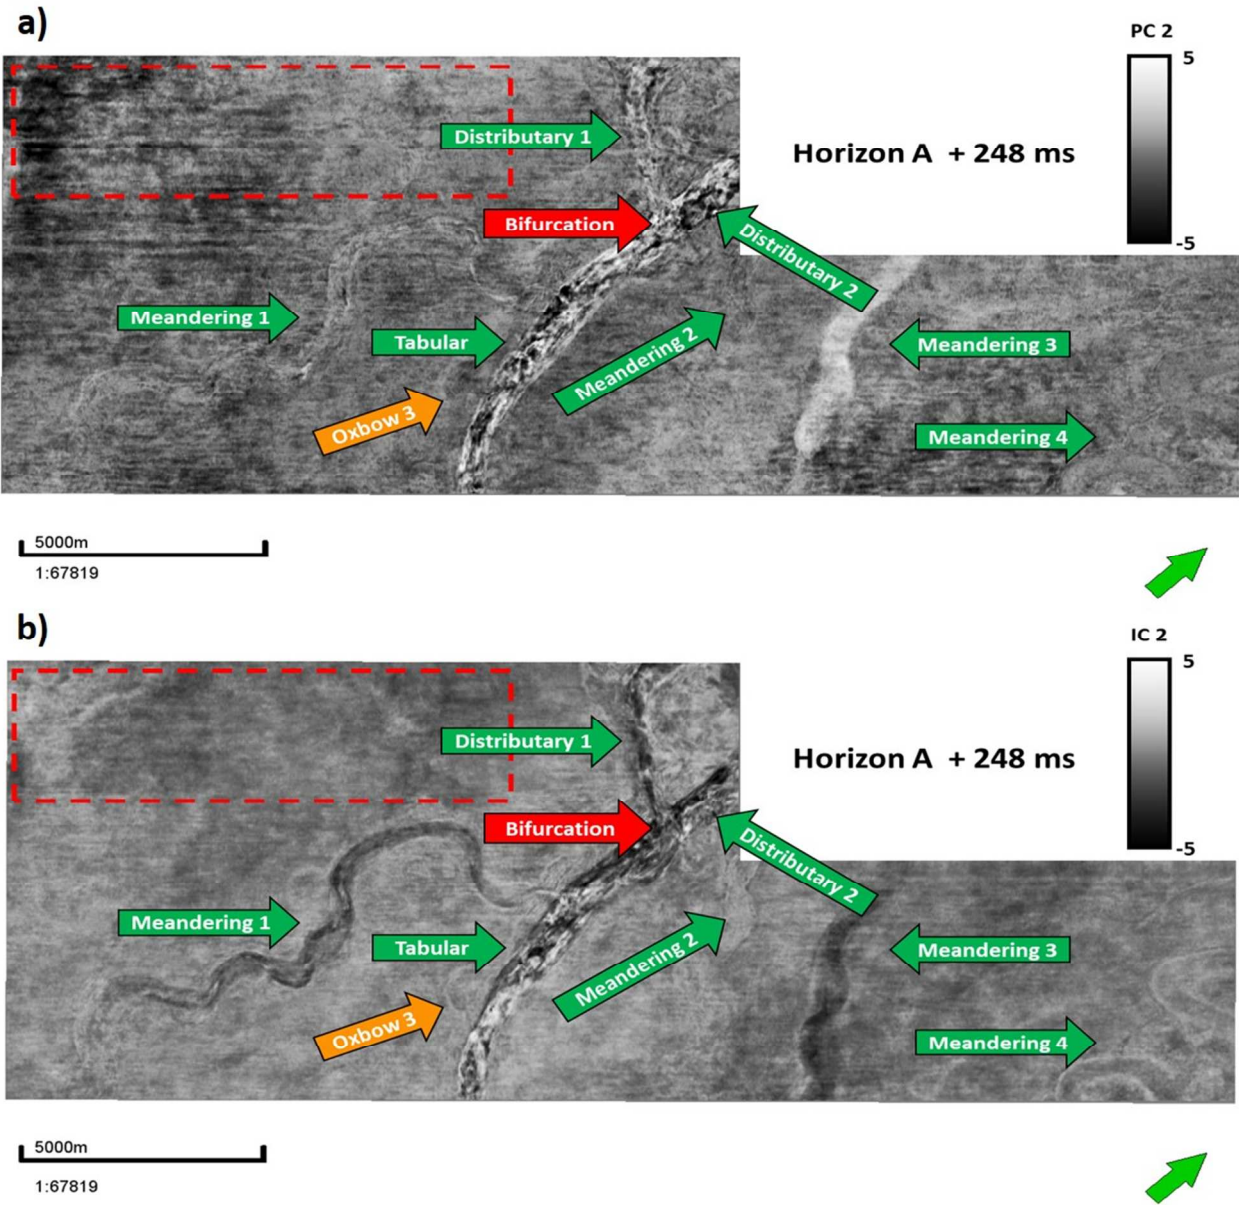 a)
PC 2
5
-5
Distributary 1
Horizon A + 248 ms
Bifurcation
Distributary 2
Meandering 1
Tabular
Meandering 2
Meandering 3
Oxbow 3
Meandering 4
5000m
1:67819
b)
IC 2
5
-5
Distributary 1
Horizon A + 248 ms
Bifurcation
Distributary 2
Meandering 1
Tabular
Meandering 2
Meandering 3
Oxbow 3
Meandering 4
5000m
1:67819